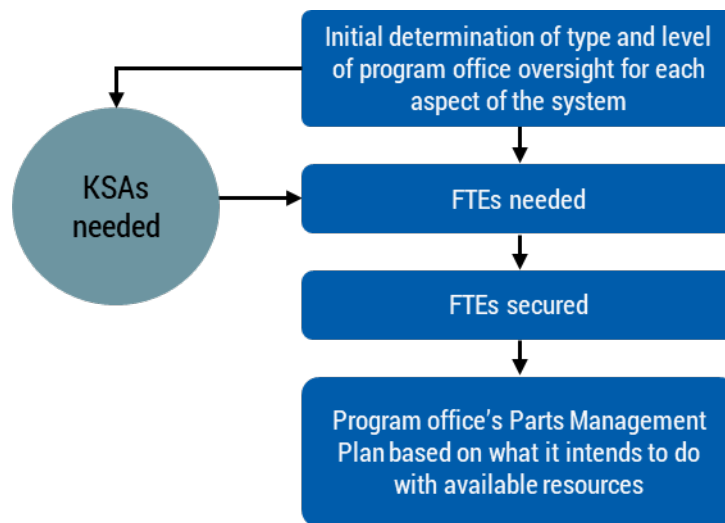 Initial determination of type and level
of program office oversight for each
aspect of the system
KSAs
needed
FTEs needed
FTEs secured
Program office's Parts Management
Plan based on what it intends to do
with available resources